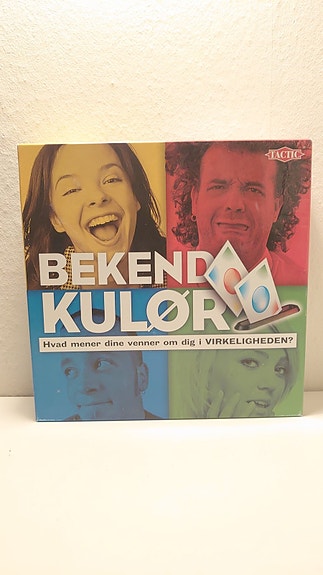 TACTIC
BEKEND
KULØR
Hvad mener dine venner om dig i VIRKELIGHEDEN?